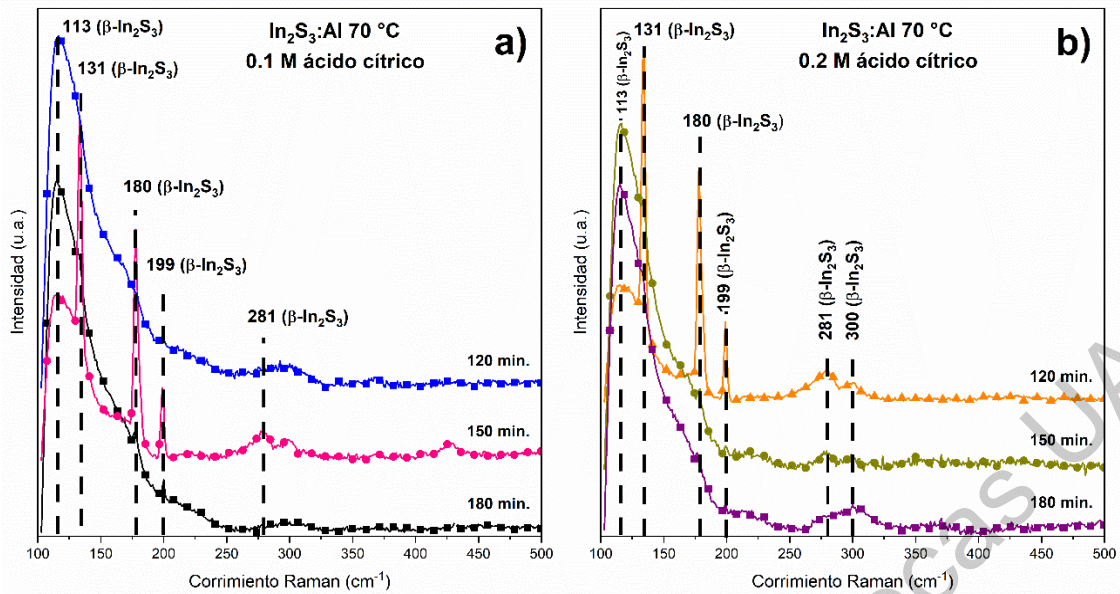 113 (β-In₂S₃)
131 (β-In₂S₃)
In₂S₃:Al 70 °C
0.1 M ácido cítrico
a)
180 (β-In₂S₃)
199 (β-In₂S₃)
281 (β-In₂S₃)
120 min.
150 min.
180 min.
Intensidad (u.a.)
100 150 200 250 300 350 400 450 500
Corrimiento Raman (cm⁻¹)
113 (β-In₂S₃)
131 (β-In₂S₃)
In₂S₃:Al 70 °C
0.2 M ácido cítrico
b)
180 (β-In₂S₃)
199 (β-In₂S₃)
281 (β-In₂S₃)
300 (β-In₂S₃)
120 min.
150 min.
180 min.
Intensidad (u.a.)
100 150 200 250 300 350 400 450 500
Corrimiento Raman (cm⁻¹)